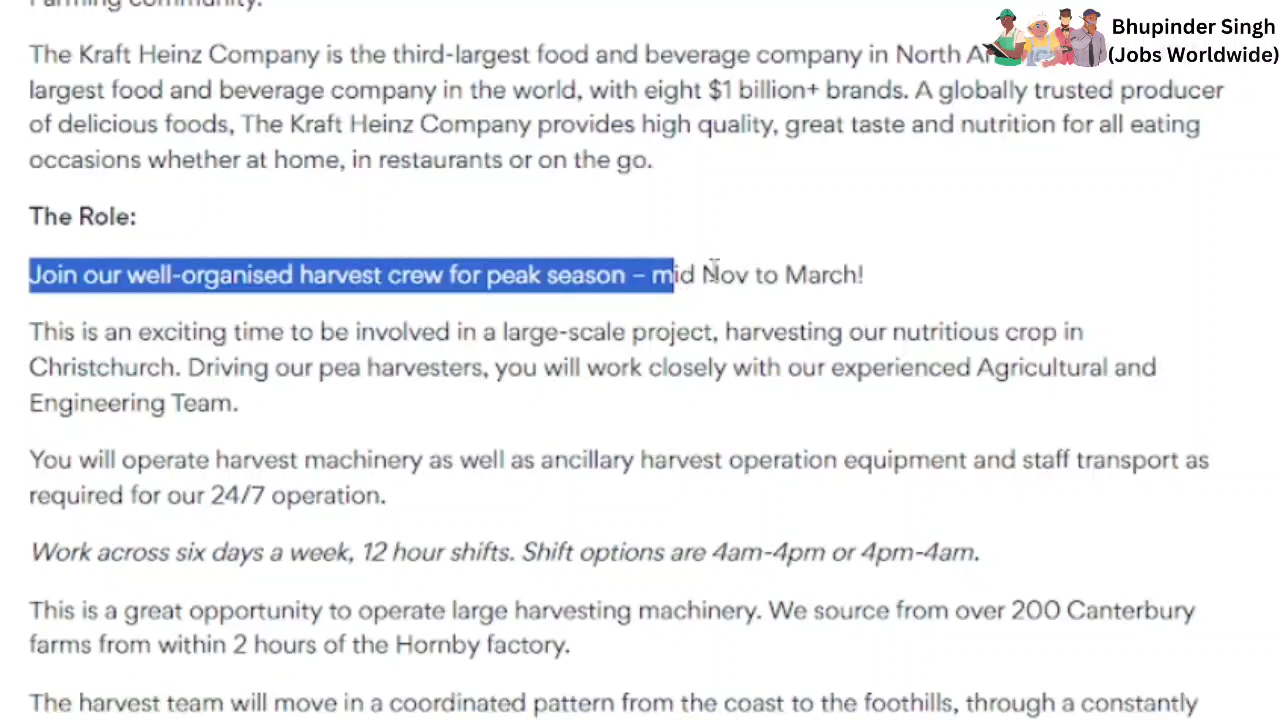 Farming community.
Bhupinder Singh
(Jobs Worldwide)
The Kraft Heinz Company is the third-largest food and beverage company in North
largest food and beverage company in the world, with eight $1 billion+ brands. A globally trusted producer
of delicious foods, The Kraft Heinz Company provides high quality, great taste and nutrition for all eating
occasions whether at home, in restaurants or on the go.
The Role:
Join our well-organised harvest crew for peak season – mid Nov to March!
This is an exciting time to be involved in a large-scale project, harvesting our nutritious crop in
Christchurch. Driving our pea harvesters, you will work closely with our experienced Agricultural and
Engineering Team.
You will operate harvest machinery as well as ancillary harvest operation equipment and staff transport as
required for our 24/7 operation.
Work across six days a week, 12 hour shifts. Shift options are 4am-4pm or 4pm-4am.
This is a great opportunity to operate large harvesting machinery. We source from over 200 Canterbury
farms from within 2 hours of the Hornby factory.
The harvest team will move in a coordinated pattern from the coast to the foothills, through a constantly